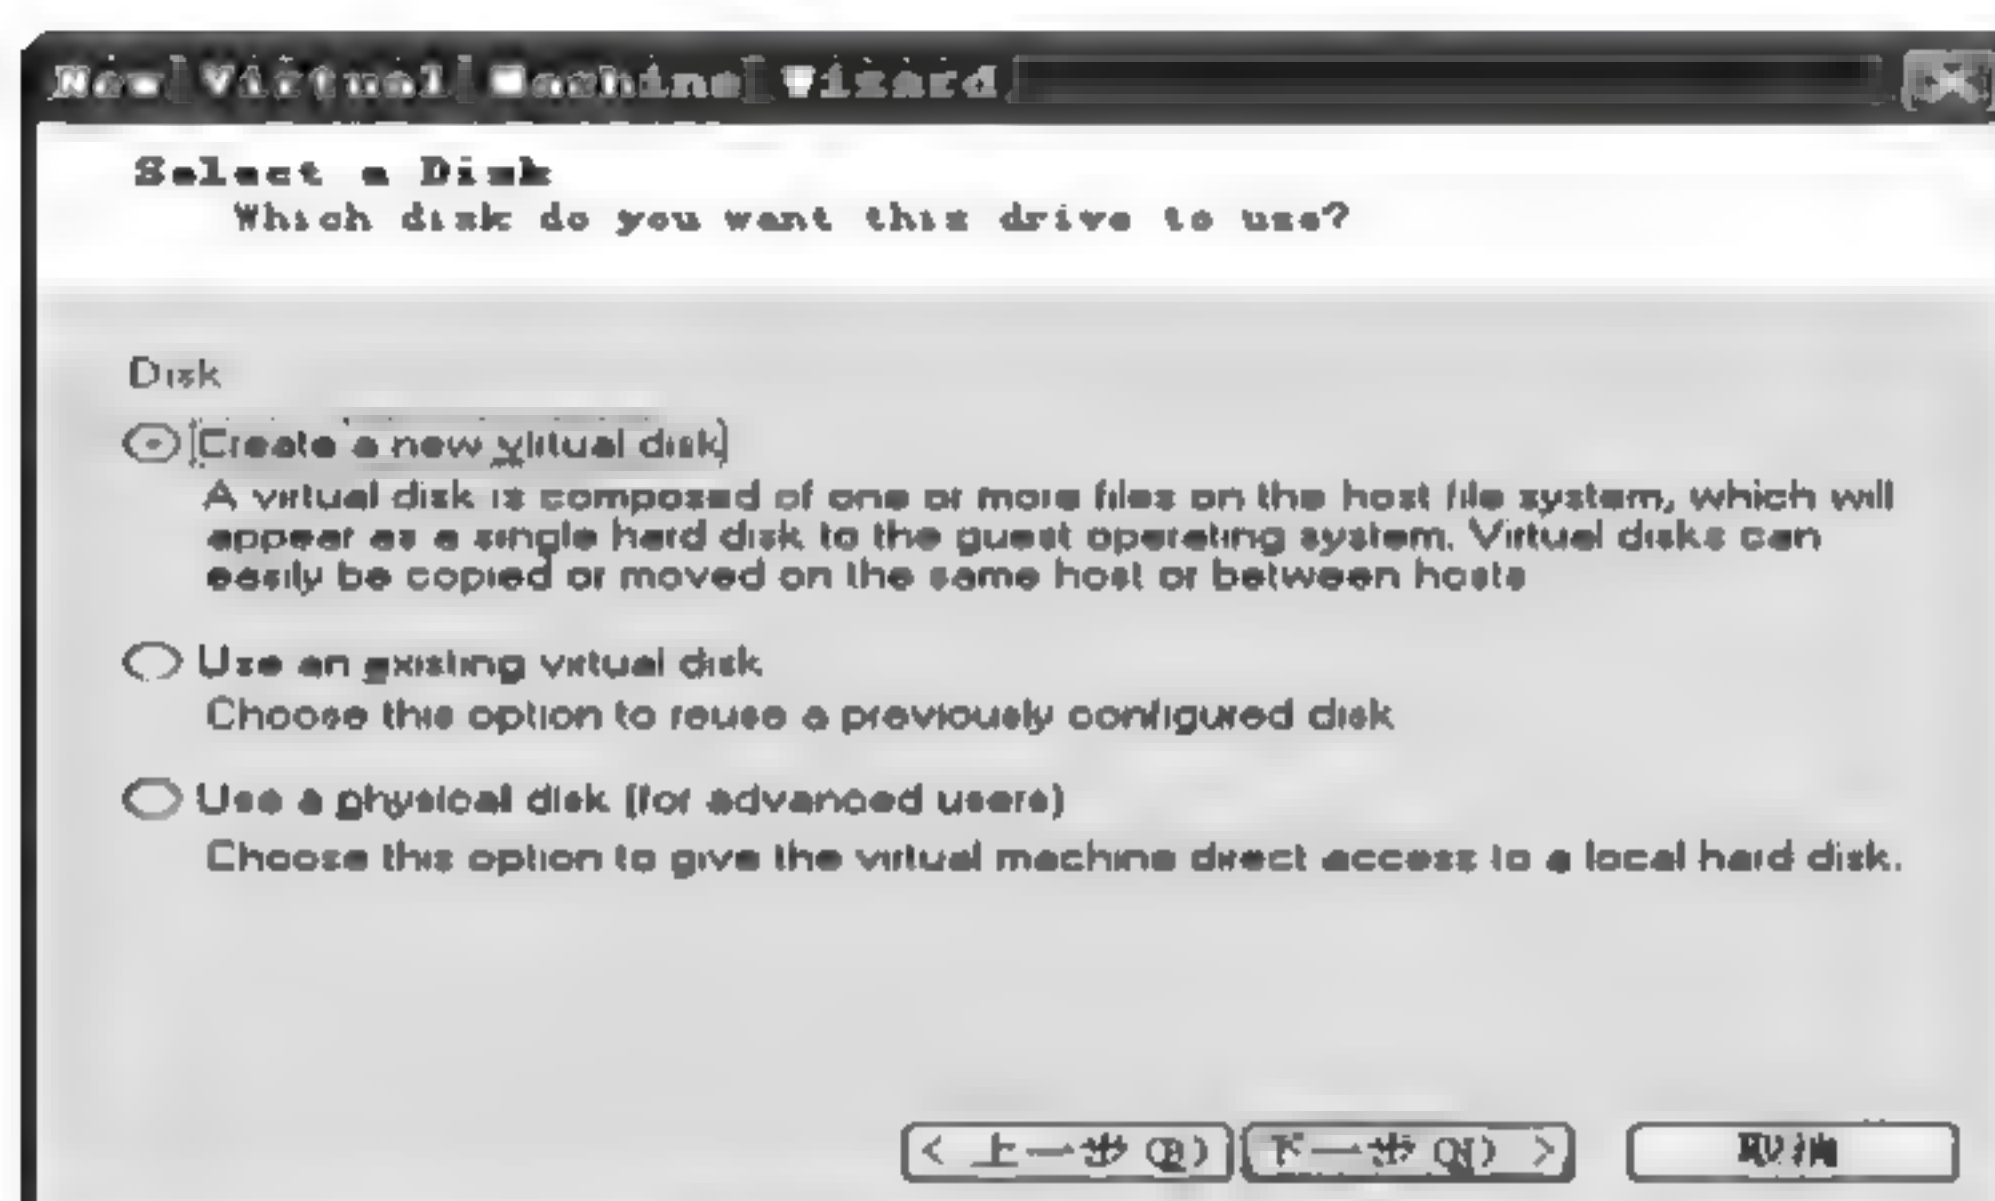 New Virtual Machine Wizard
Select a Disk
Which disk do you want this drive to use?
Disk
Create a new virtual disk
A virtual disk is composed of one or more files on the host file system, which will
appear as a single hard disk to the guest operating system. Virtual disks can
easily be copied or moved on the same host or between hosts
Use an existing virtual disk
Choose this option to reuse a previously configured disk
Use a physical disk (for advanced users)
Choose this option to give the virtual machine direct access to a local hard disk.
< 上一步(B) 下一步(N) > 取消